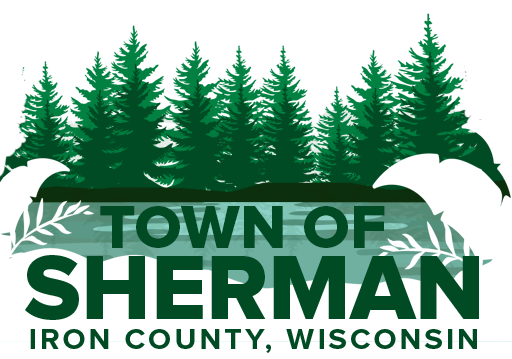 TOWN OF
SHERMAN
IRON COUNTY, WISCONSIN